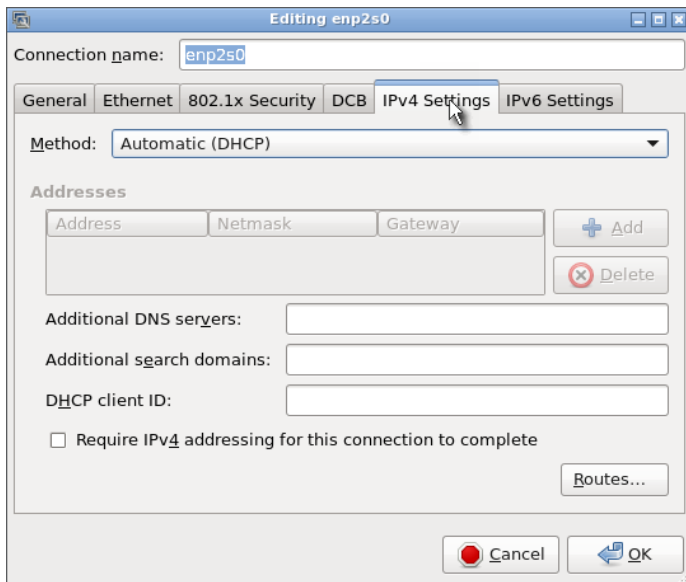 Editing enp2s0
Connection name: enp2s0
General Ethernet 802.1x Security DCB IPv4 Settings IPv6 Settings
Method: Automatic (DHCP)
Addresses
Address Netmask Gateway
Add
Delete
Additional DNS servers:
Additional search domains:
DHCP client ID:
Require IPv4 addressing for this connection to complete
Routes...
Cancel OK